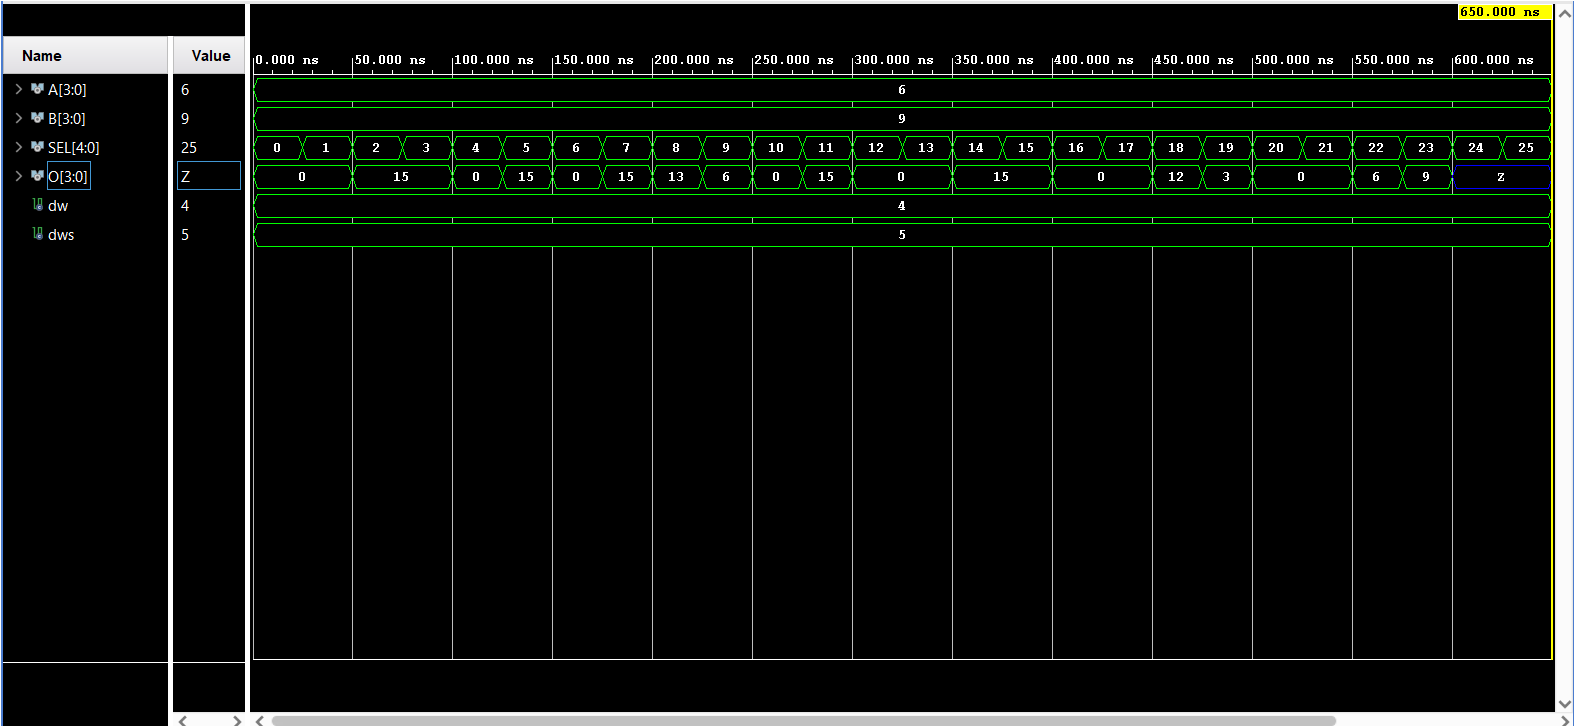 650.000 ns
Name Value
0.000 ns 50.000 ns 100.000 ns 150.000 ns 200.000 ns 250.000 ns 300.000 ns 350.000 ns 400.000 ns 450.000 ns 500.000 ns 550.000 ns 600.000 ns
A[3:0] 6 6
B[3:0] 9 9
SEL[4:0] 25 0 1 2 3 4 5 6 7 8 9 10 11 12 13 14 15 16 17 18 19 20 21 22 23 24 25
O[3:0] Z 0 15 0 15 0 15 13 6 0 15 0 15 0 12 3 0 6 9 Z
dw 4 4
dws 5 5